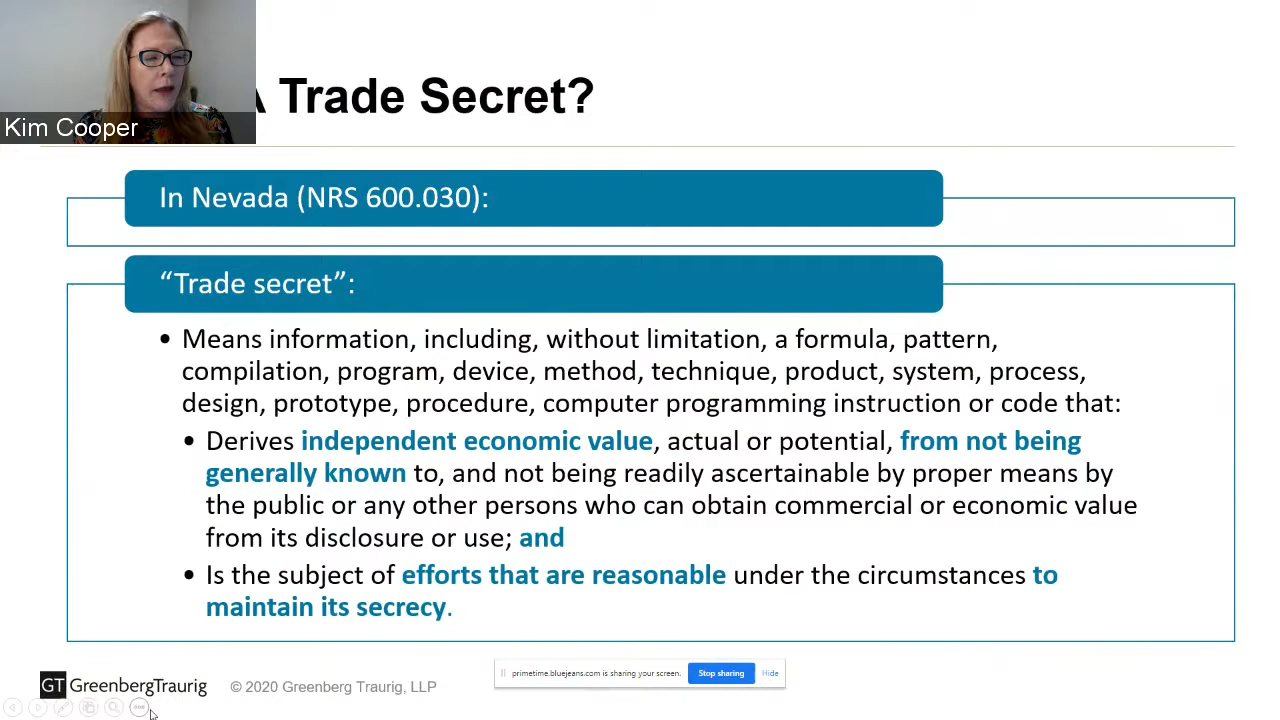 A Trade Secret?
Kim Cooper
In Nevada (NRS 600.030):
“Trade secret”:
• Means information, including, without limitation, a formula, pattern,
compilation, program, device, method, technique, product, system, process,
design, prototype, procedure, computer programming instruction or code that:
• Derives independent economic value, actual or potential, from not being
generally known to, and not being readily ascertainable by proper means by
the public or any other persons who can obtain commercial or economic value
from its disclosure or use; and
• Is the subject of efforts that are reasonable under the circumstances to
maintain its secrecy.
primetime.bluejeans.com is sharing your screen.
Stop sharing
Hide
GT GreenbergTraurig
© 2020 Greenberg Traurig, LLP